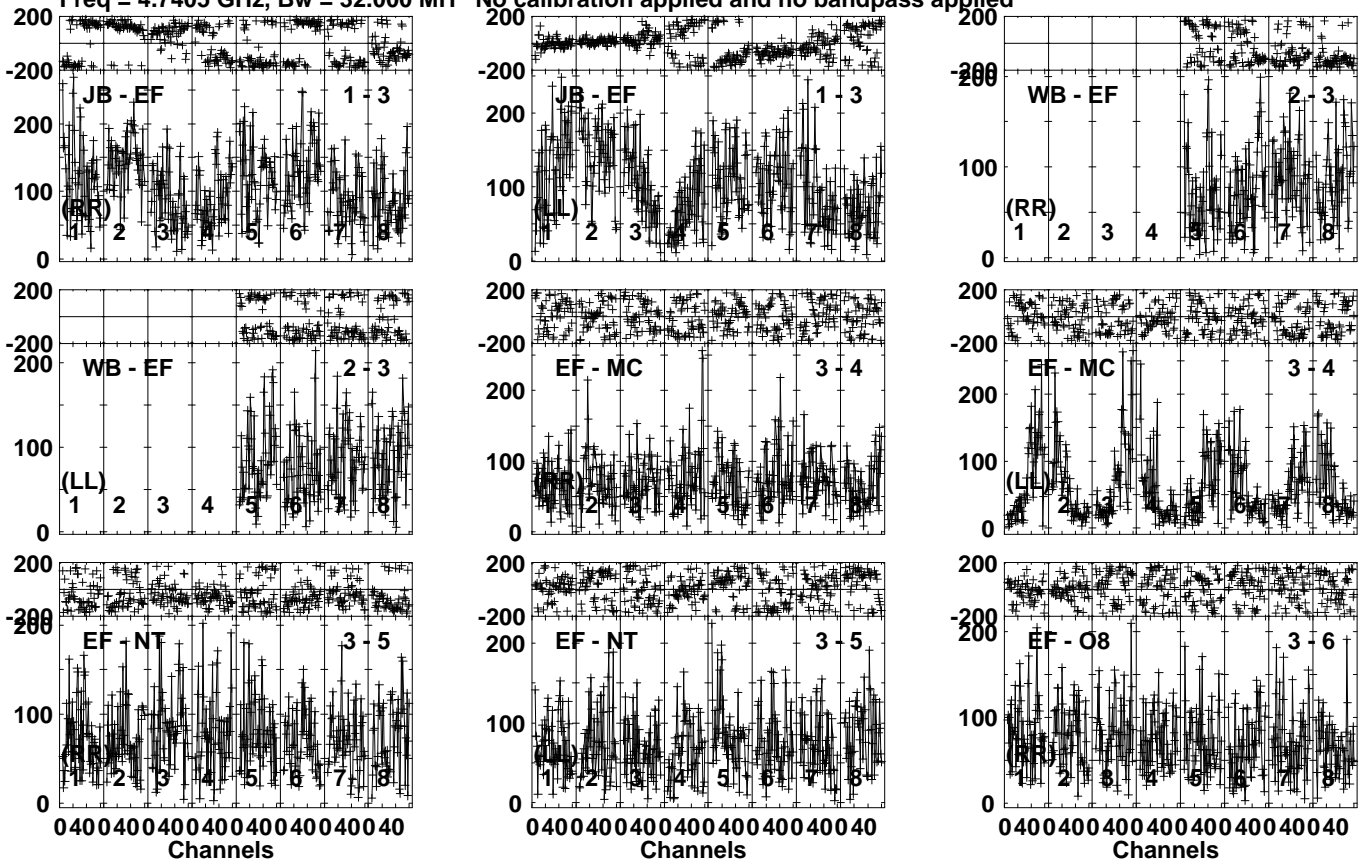 Freq = 4.7405 GHz, Bw = 32.000 MH No calibration applied and no bandpass applied
200 -200 JB - EF 1 - 3 200 100 0 (RR) 1 2 3 4 5 6 7 8
200 -200 JB - EF 1 - 3 200 100 0 (LL) 1 2 3 4 5 6 7 8
200 -200 WB - EF 2 - 3 200 100 0 (RR) 1 2 3 4 5 6 7 8
200 -200 WB - EF 2 - 3 200 100 0 (LL) 1 2 3 4 5 6 7 8
200 -200 EF - MC 3 - 4 200 100 0 (RR) 1 2 3 4 5 6 7 8
200 -200 EF - MC 3 - 4 200 100 0 (LL) 1 2 3 4 5 6 7 8
200 -200 EF - NT 3 - 5 200 100 0 (RR) 1 2 3 4 5 6 7 8
200 -200 EF - NT 3 - 5 200 100 0 (LL) 1 2 3 4 5 6 7 8
200 -200 EF - O8 3 - 6 200 100 0 (RR) 1 2 3 4 5 6 7 8
0 40 0 40 0 40 0 40 0 40 0 40 0 40 0 40
0 40 0 40 0 40 0 40 0 40 0 40 0 40 0 40
0 40 0 40 0 40 0 40 0 40 0 40 0 40 0 40
Channels Channels Channels